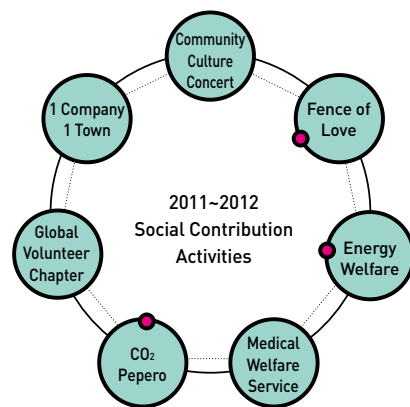 Community
Culture
Concert
1 Company
1 Town
Fence of
Love
2011~2012
Social Contribution
Activities
Global
Volunteer
Chapter
Energy
Welfare
CO₂
Pepero
Medical
Welfare
Service